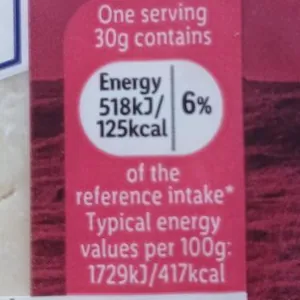 One serving
30g contains
Energy
518kJ/
125kcal
6%
of the
reference intake*
Typical energy
values per 100g:
1729kJ/417kcal